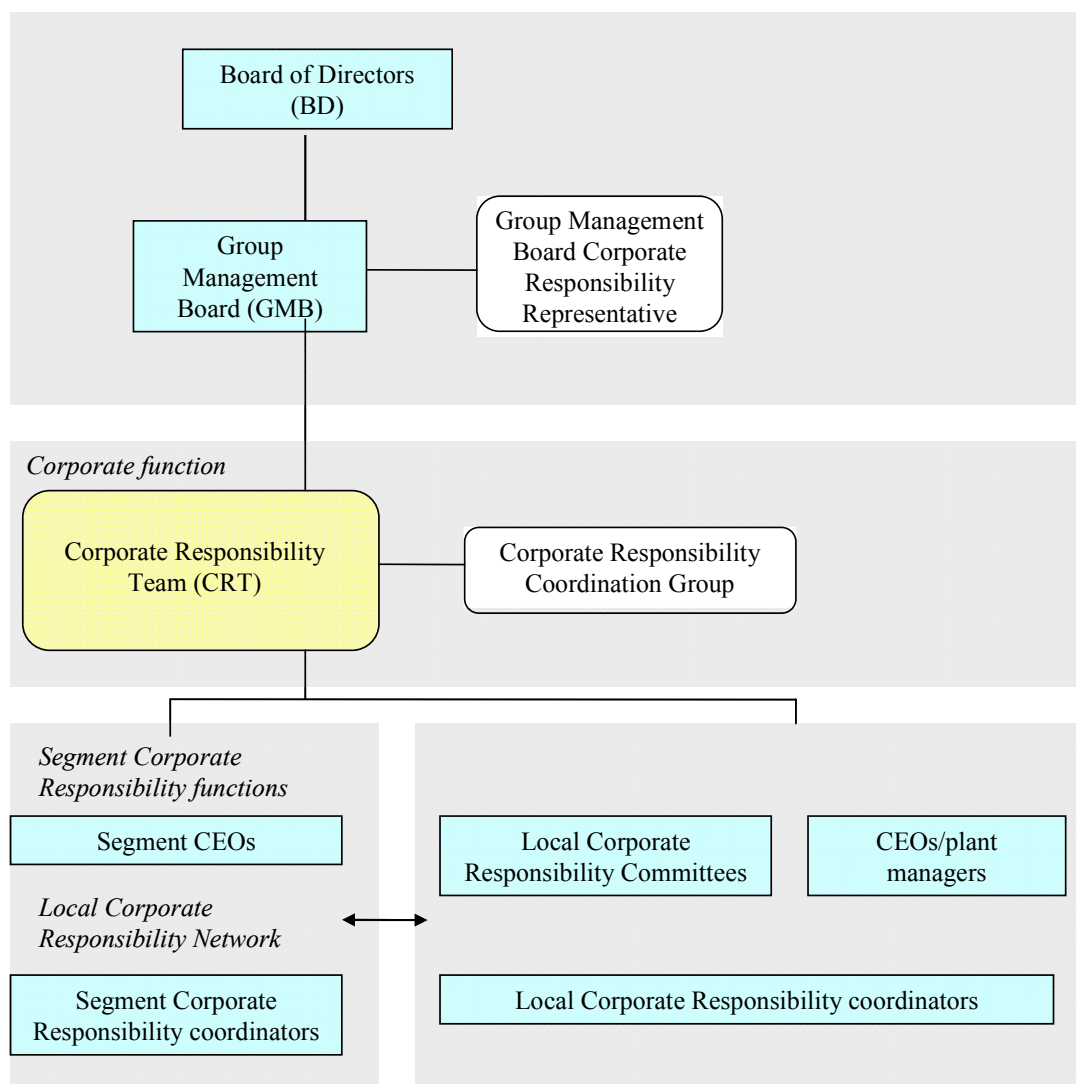 Board of Directors
(BD)
Group
Management
Board (GMB)
Group Management
Board Corporate
Responsibility
Representative
Corporate function
Corporate Responsibility
Team (CRT)
Corporate Responsibility
Coordination Group
Segment Corporate
Responsibility functions
Segment CEOs
Local Corporate
Responsibility Network
Segment Corporate
Responsibility coordinators
Local Corporate
Responsibility Committees
CEOs/plant
managers
Local Corporate Responsibility coordinators